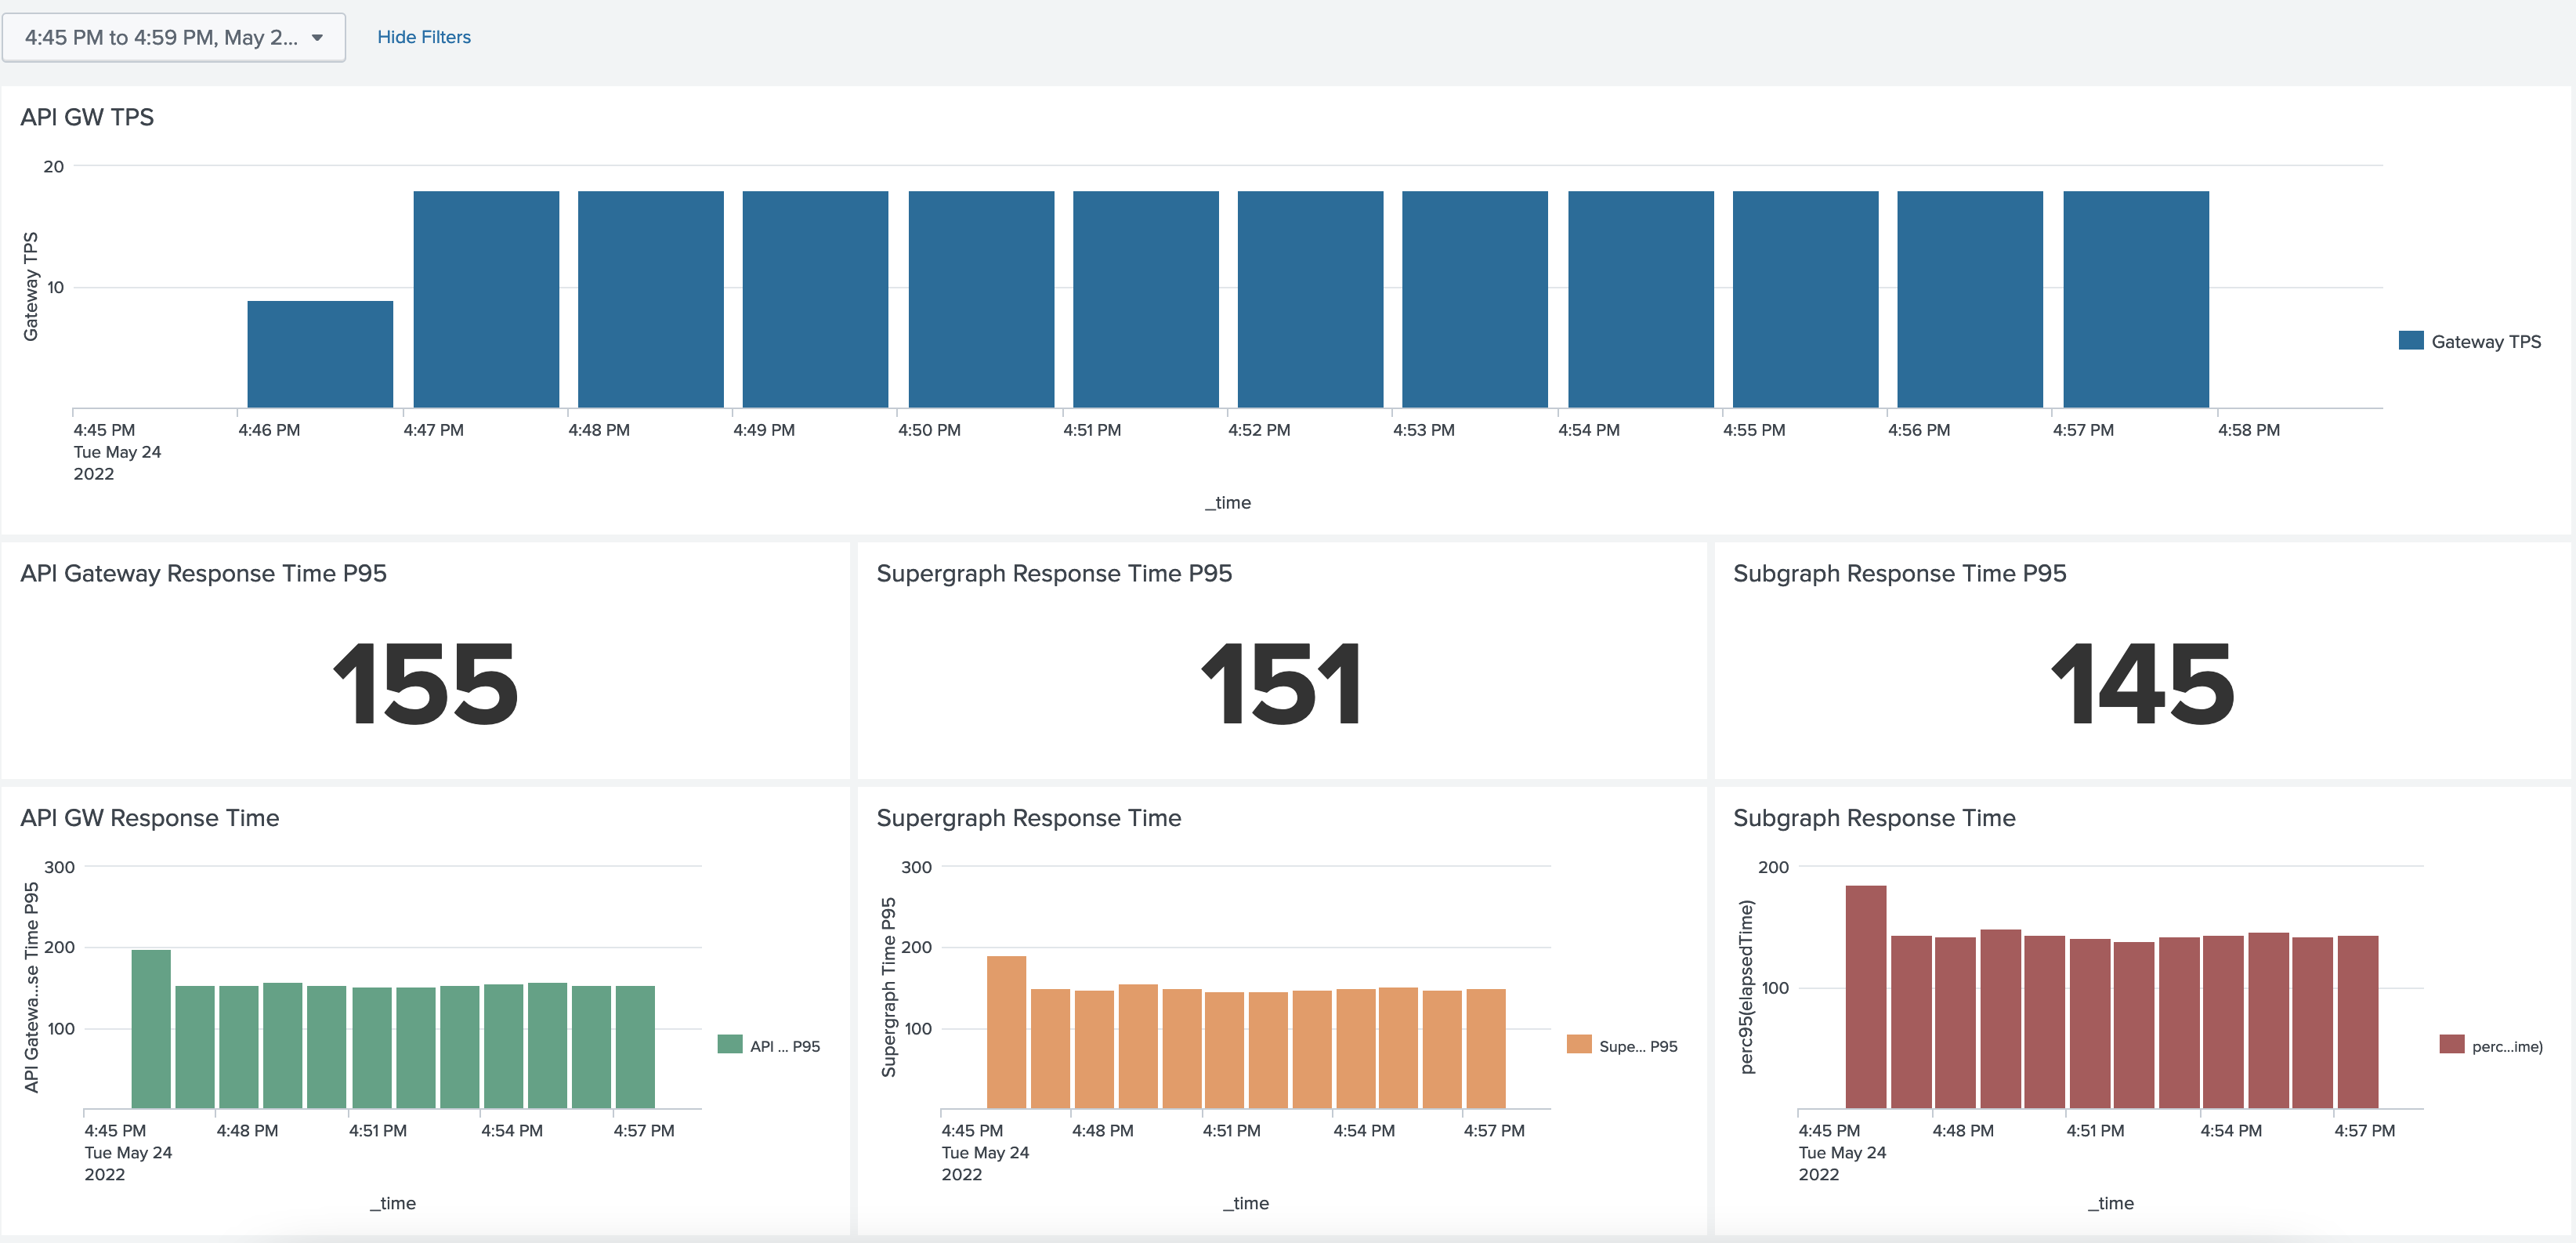 4:45 PM to 4:59 PM, May 2...
Hide Filters
API GW TPS
20
10
Gateway TPS
Gateway TPS
4:45 PM 4:46 PM 4:47 PM 4:48 PM 4:49 PM 4:50 PM 4:51 PM 4:52 PM 4:53 PM 4:54 PM 4:55 PM 4:56 PM 4:57 PM 4:58 PM
Tue May 24
2022
_time
API Gateway Response Time P95
155
Supergraph Response Time P95
151
Subgraph Response Time P95
145
API GW Response Time
300
200
100
API Gatewa...se Time P95
API ... P95
4:45 PM 4:48 PM 4:51 PM 4:54 PM 4:57 PM
Tue May 24
2022
_time
Supergraph Response Time
300
200
100
Supergraph Time P95
Supe... P95
4:45 PM 4:48 PM 4:51 PM 4:54 PM 4:57 PM
Tue May 24
2022
_time
Subgraph Response Time
200
100
perc95(elapsedTime)
perc...ime)
4:45 PM 4:48 PM 4:51 PM 4:54 PM 4:57 PM
Tue May 24
2022
_time